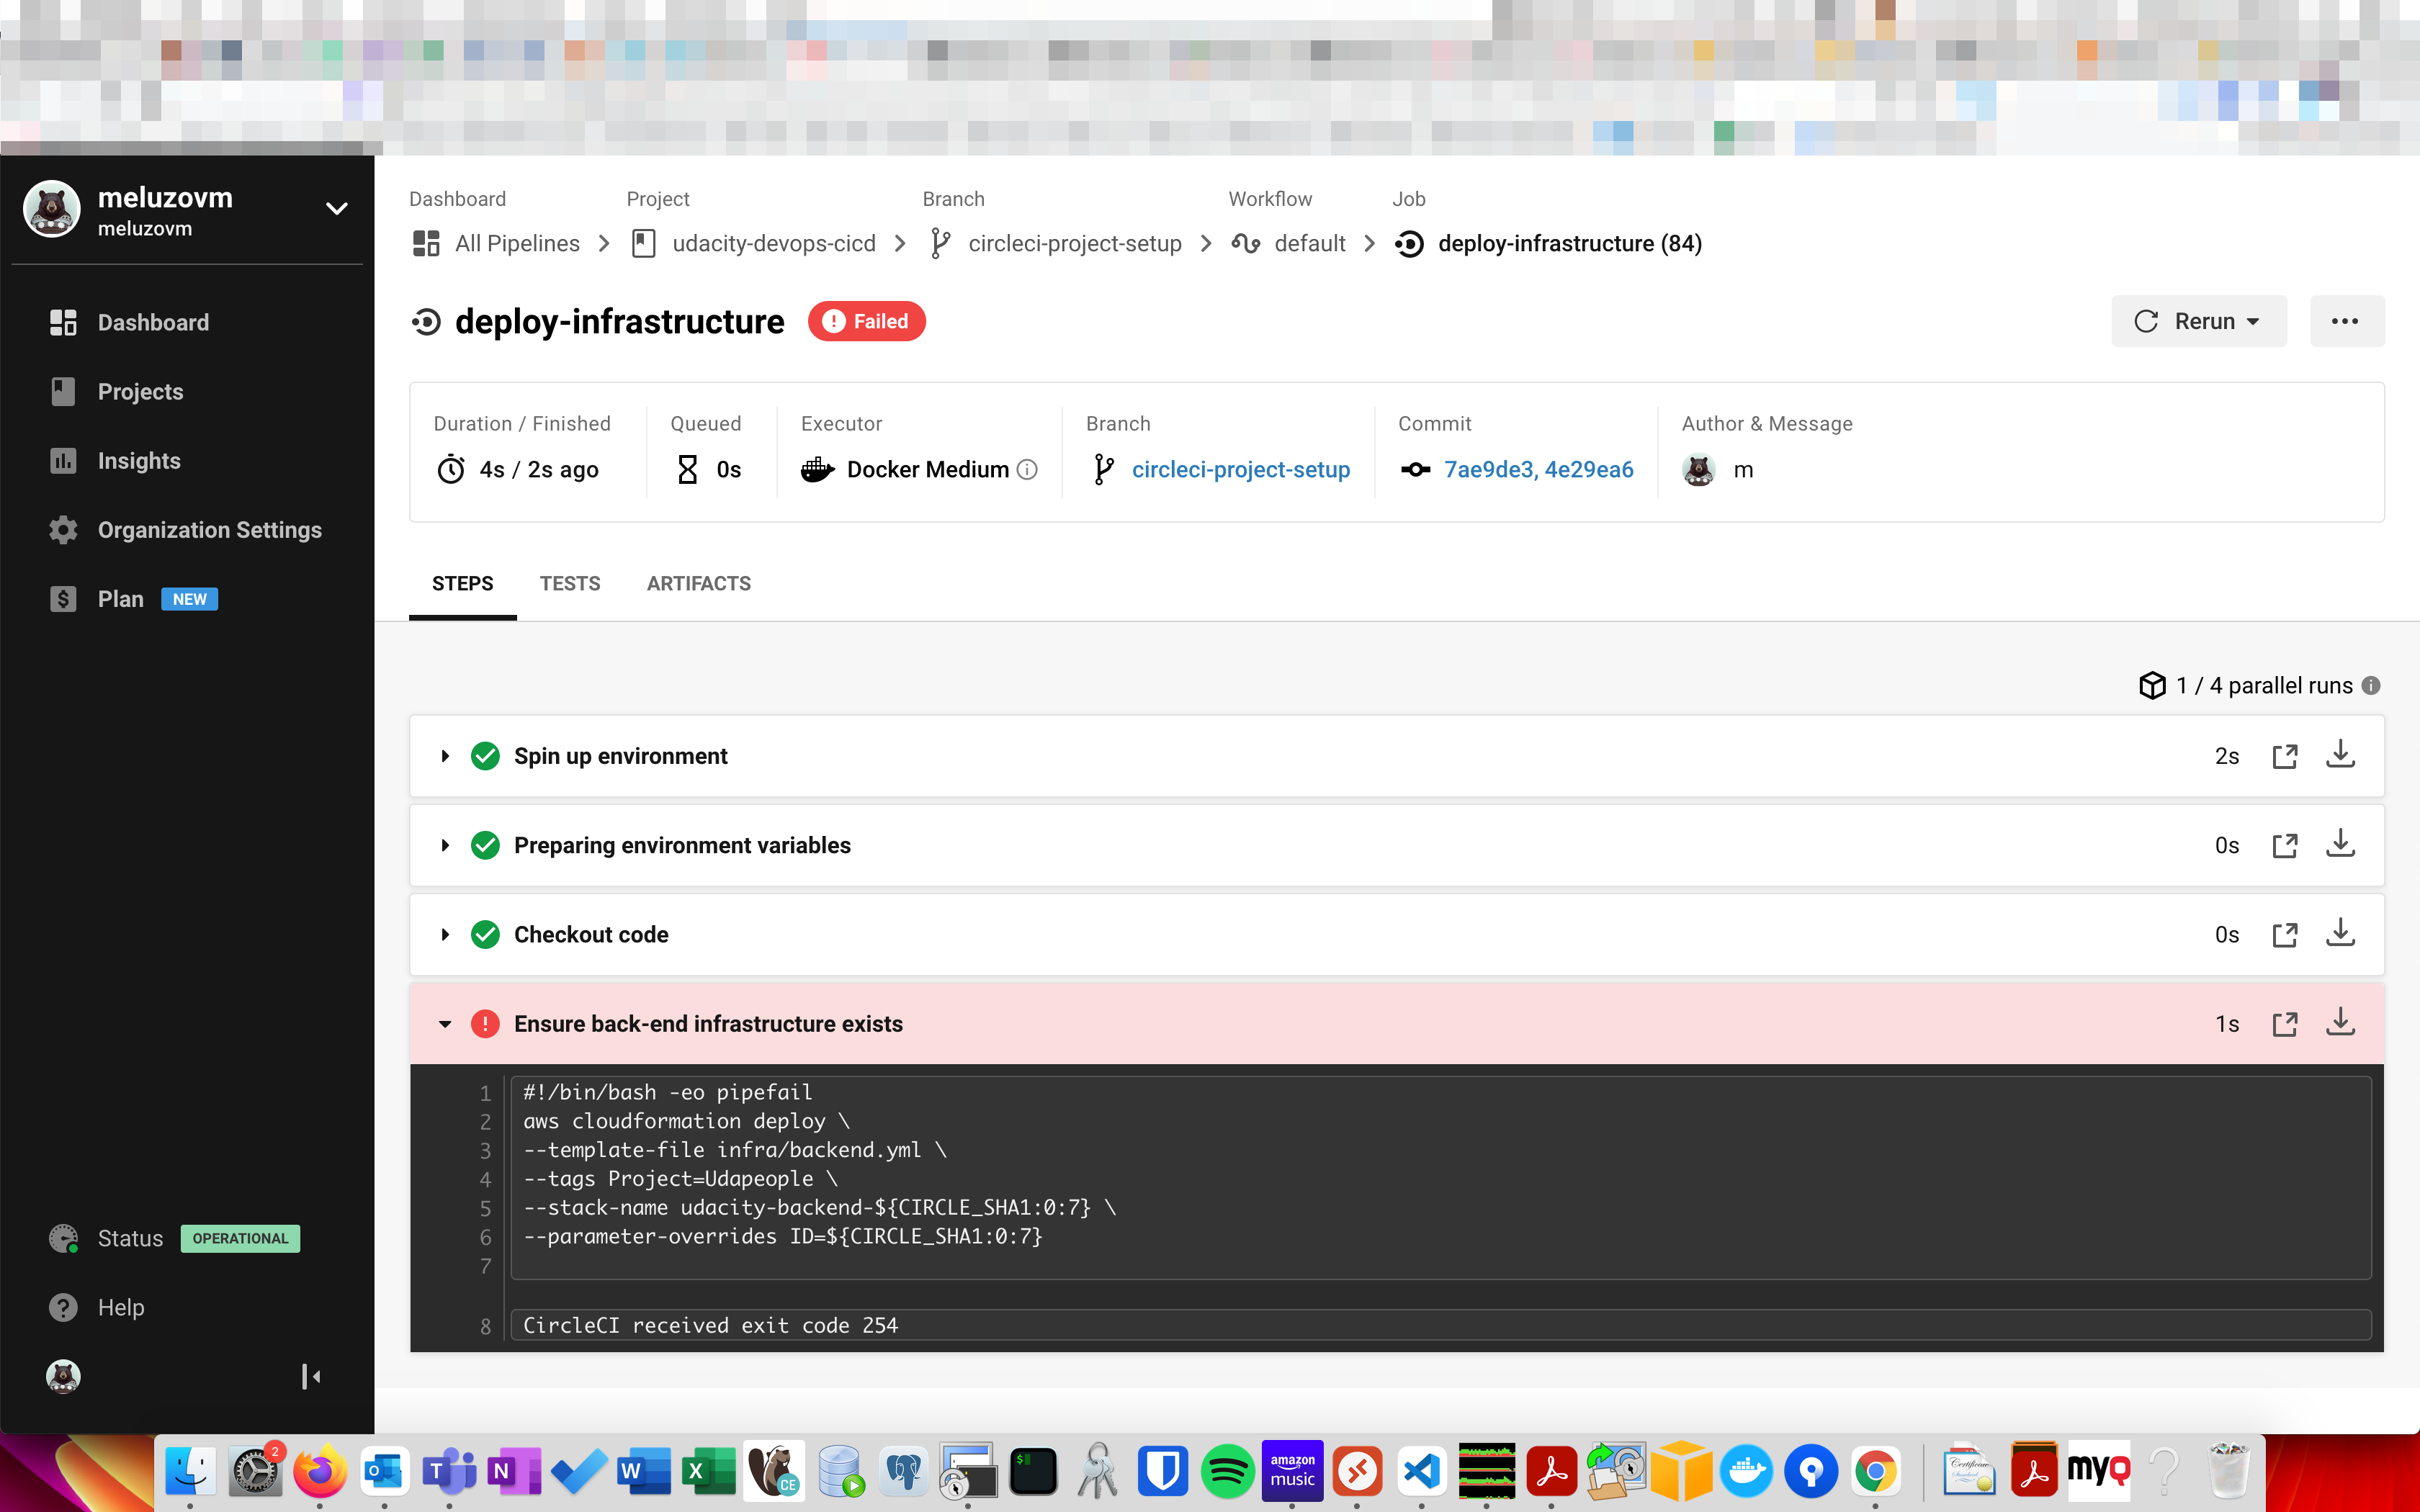 meluzovm
meluzovm
Dashboard
Projects
Insights
Organization Settings
Plan NEW
Status OPERATIONAL
Help
Dashboard Project Branch Workflow Job
All Pipelines udacity-devops-cicd circleci-project-setup default deploy-infrastructure (84)
deploy-infrastructure Failed
Rerun
Duration / Finished Queued Executor Branch Commit Author & Message
4s / 2s ago 0s Docker Medium circleci-project-setup 7ae9de3, 4e29ea6 m
STEPS TESTS ARTIFACTS
1 / 4 parallel runs
Spin up environment 2s
Preparing environment variables 0s
Checkout code 0s
Ensure back-end infrastructure exists 1s
1 #!/bin/bash -eo pipefail
2 aws cloudformation deploy \
3 --template-file infra/backend.yml \
4 --tags Project=Udapeople \
5 --stack-name udacity-backend-${CIRCLE_SHA1:0:7} \
6 --parameter-overrides ID=${CIRCLE_SHA1:0:7}
7
8 CircleCI received exit code 254
2
CE
amazon
music
myQ